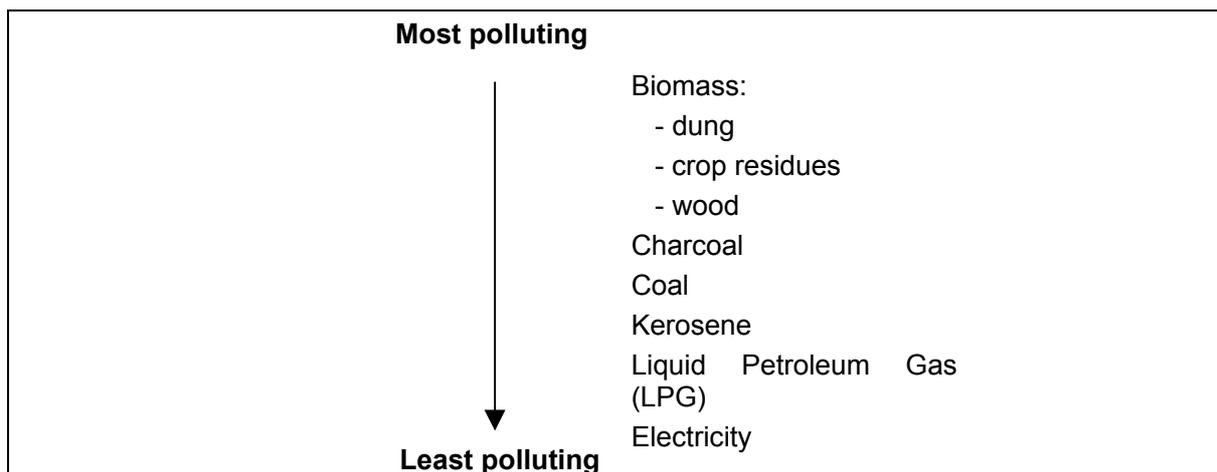 Most polluting
Biomass:
- dung
- crop residues
- wood
Charcoal
Coal
Kerosene
Liquid Petroleum Gas
(LPG)
Electricity
Least polluting